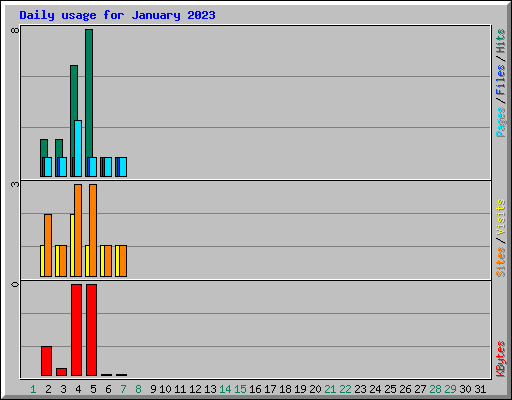 Daily usage for January 2023
8
Pages / Files / Hits
3
Sites / Visits
0
KBytes
1 2 3 4 5 6 7 8 9 10 11 12 13 14 15 16 17 18 19 20 21 22 23 24 25 26 27 28 29 30 31